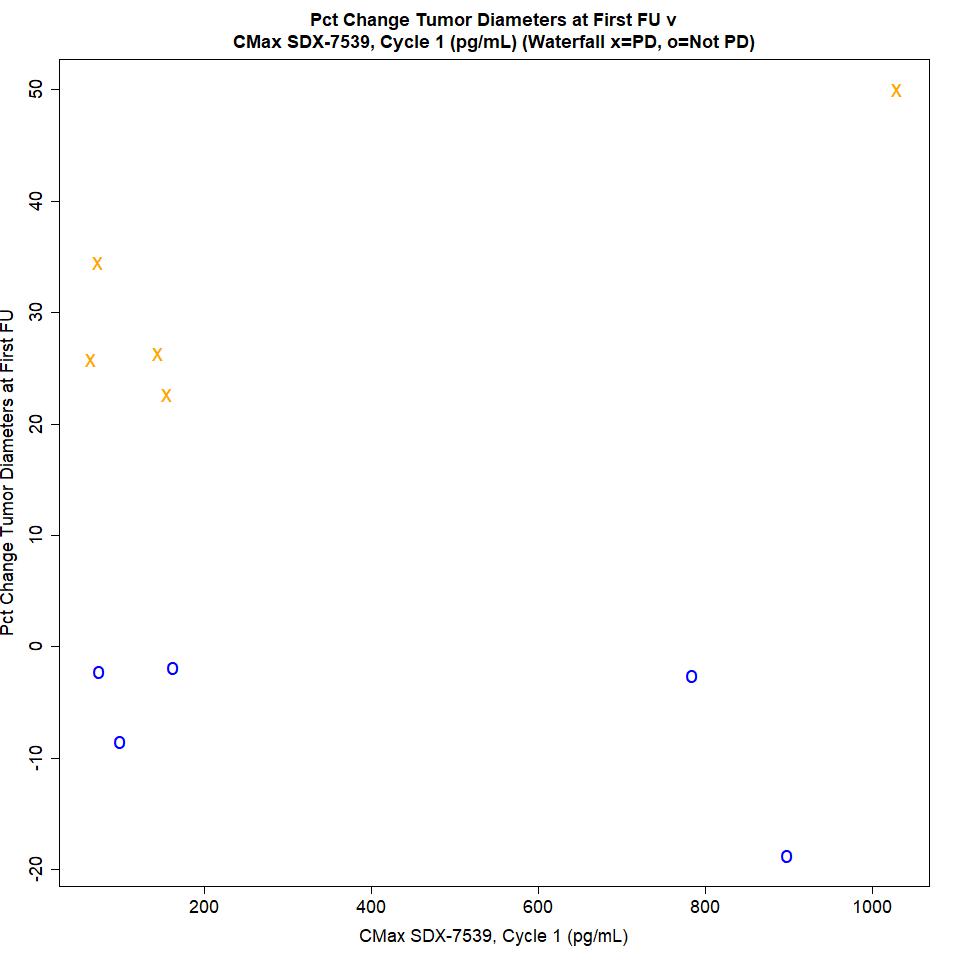 Pct Change Tumor Diameters at First FU v
CMax SDX-7539, Cycle 1 (pg/mL) (Waterfall x=PD, o=Not PD)
Pct Change Tumor Diameters at First FU
50
40
30
20
10
0
-10
-20
X
X
X
X
X
O
O
O
O
O
200
400
600
800
1000
CMax SDX-7539, Cycle 1 (pg/mL)